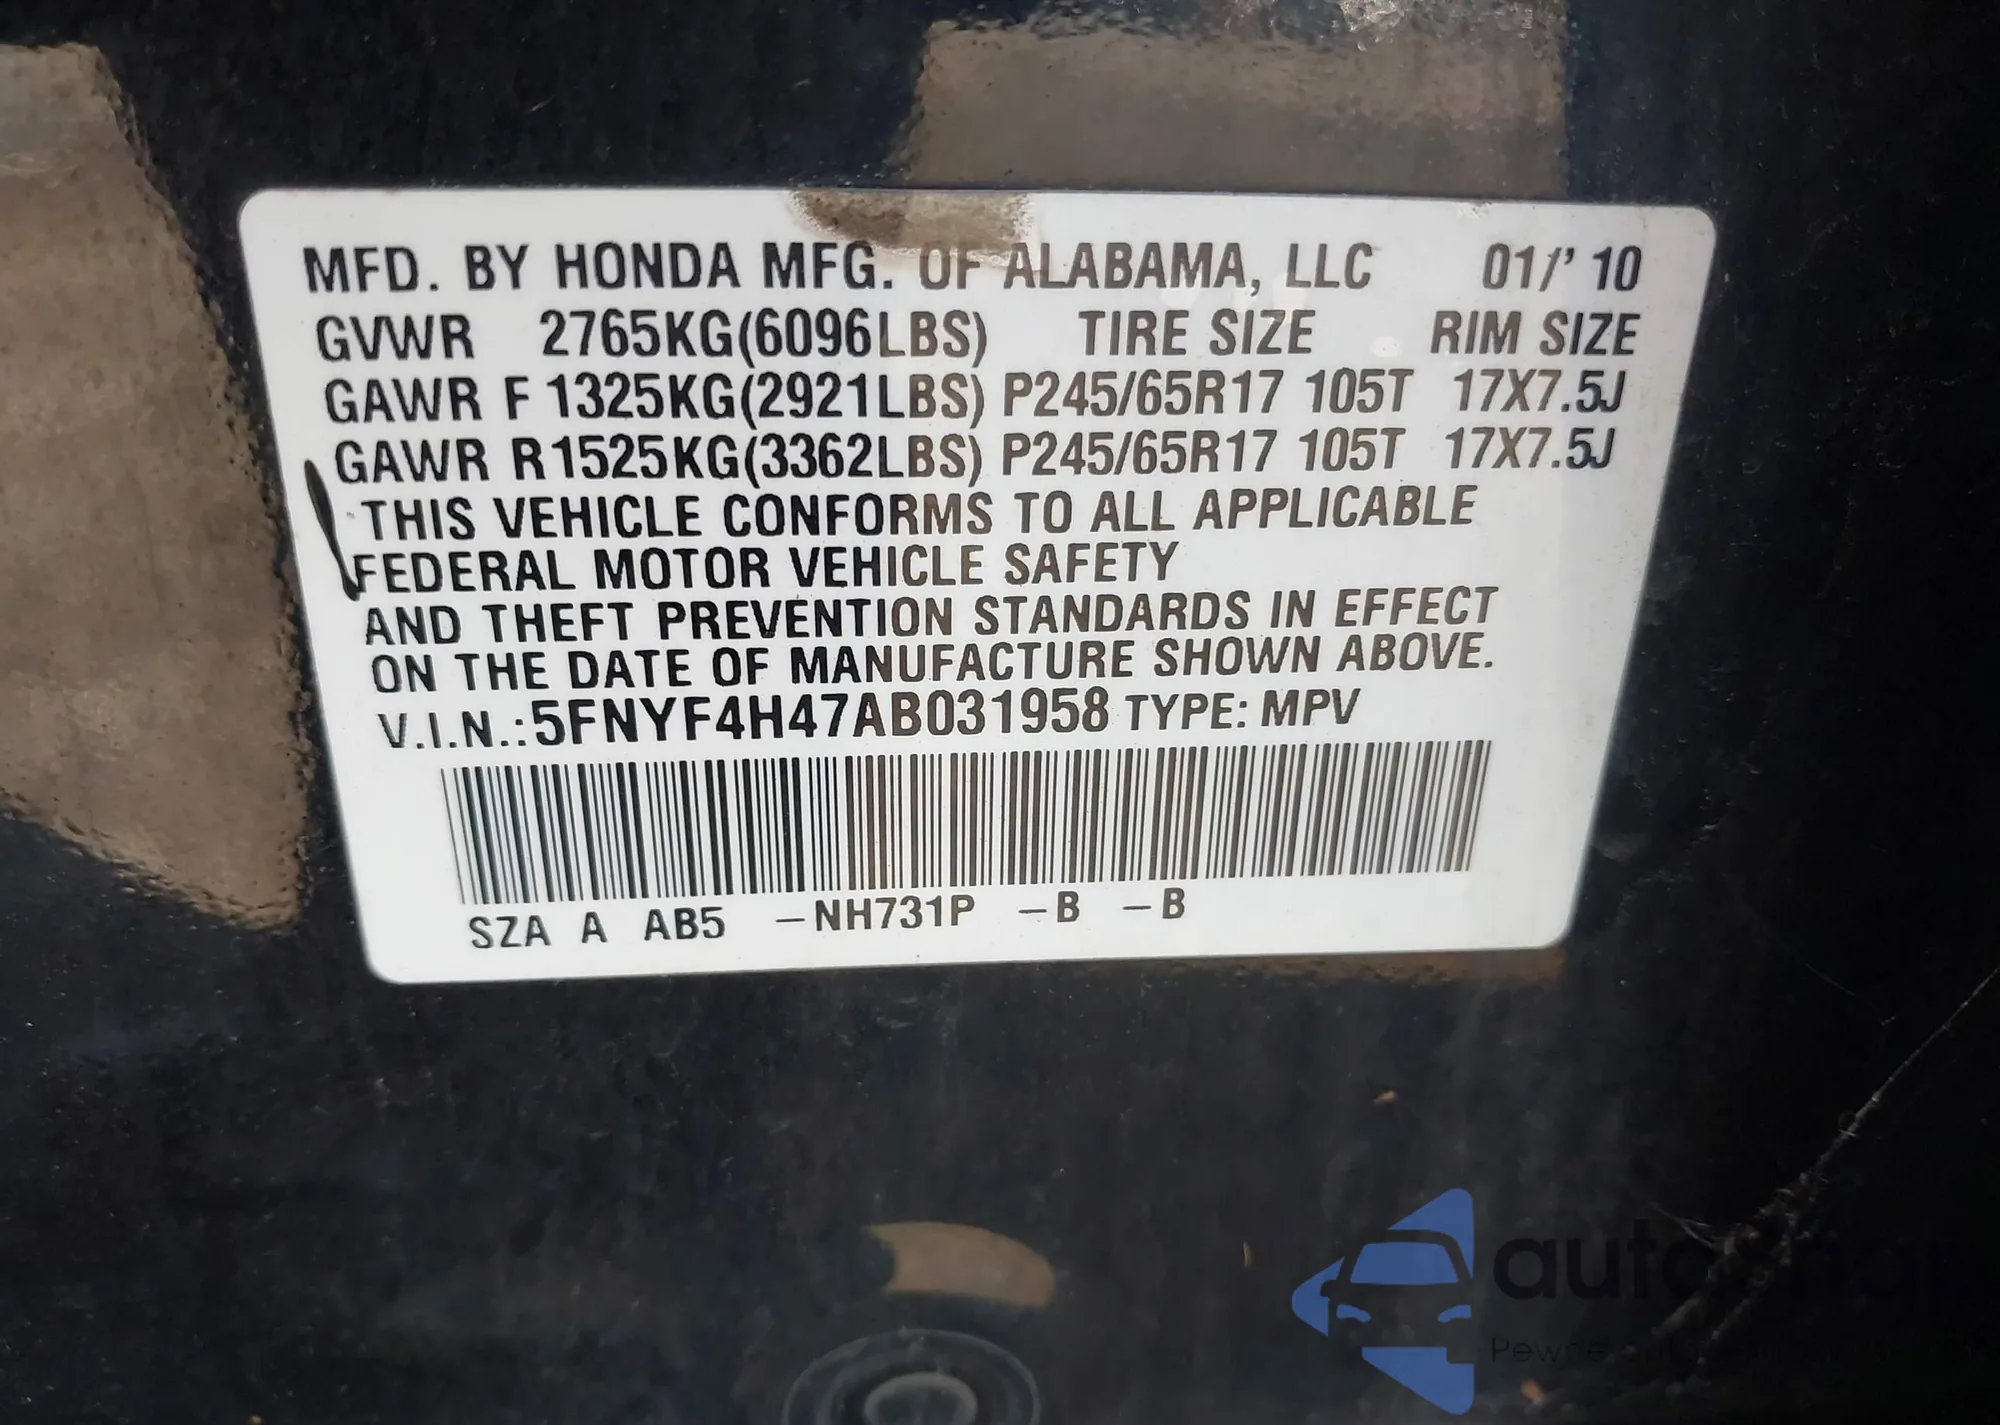 MFD. BY HONDA MFG. OF ALABAMA, LLC 01/'10
GVWR 2765KG(6096LBS) TIRE SIZE RIM SIZE
GAWR F 1325KG(2921LBS) P245/65R17 105T 17X7.5J
GAWR R 1525KG(3362LBS) P245/65R17 105T 17X7.5J
THIS VEHICLE CONFORMS TO ALL APPLICABLE
FEDERAL MOTOR VEHICLE SAFETY
AND THEFT PREVENTION STANDARDS IN EFFECT
ON THE DATE OF MANUFACTURE SHOWN ABOVE.
V.I.N.:5FNYF4H47AB031958 TYPE: MPV
SZA A AB5 -NH731P -B -B